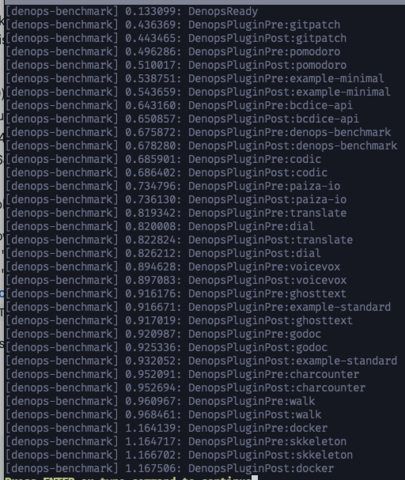 [denops-benchmark] 0.133099: DenopsReady
[denops-benchmark] 0.436369: DenopsPluginPre:gitpatch
[denops-benchmark] 0.443465: DenopsPluginPost:gitpatch
[denops-benchmark] 0.496286: DenopsPluginPre:pomodoro
[denops-benchmark] 0.510017: DenopsPluginPost:pomodoro
[denops-benchmark] 0.538751: DenopsPluginPre:example-minimal
[denops-benchmark] 0.543659: DenopsPluginPost:example-minimal
[denops-benchmark] 0.643160: DenopsPluginPre:bcdice-api
[denops-benchmark] 0.650857: DenopsPluginPost:bcdice-api
[denops-benchmark] 0.675872: DenopsPluginPre:denops-benchmark
[denops-benchmark] 0.678280: DenopsPluginPost:denops-benchmark
[denops-benchmark] 0.685901: DenopsPluginPre:codic
[denops-benchmark] 0.686402: DenopsPluginPost:codic
[denops-benchmark] 0.734796: DenopsPluginPre:paiza-io
[denops-benchmark] 0.736130: DenopsPluginPost:paiza-io
[denops-benchmark] 0.819342: DenopsPluginPre:translate
[denops-benchmark] 0.820008: DenopsPluginPre:dial
[denops-benchmark] 0.822824: DenopsPluginPost:translate
[denops-benchmark] 0.826212: DenopsPluginPost:dial
[denops-benchmark] 0.894628: DenopsPluginPre:voicevox
[denops-benchmark] 0.897083: DenopsPluginPost:voicevox
[denops-benchmark] 0.916176: DenopsPluginPre:ghosttext
[denops-benchmark] 0.916671: DenopsPluginPre:example-standard
[denops-benchmark] 0.917019: DenopsPluginPost:ghosttext
[denops-benchmark] 0.920987: DenopsPluginPre:godoc
[denops-benchmark] 0.925336: DenopsPluginPost:godoc
[denops-benchmark] 0.932052: DenopsPluginPost:example-standard
[denops-benchmark] 0.952091: DenopsPluginPre:charcounter
[denops-benchmark] 0.952694: DenopsPluginPost:charcounter
[denops-benchmark] 0.960967: DenopsPluginPre:walk
[denops-benchmark] 0.968461: DenopsPluginPost:walk
[denops-benchmark] 1.164139: DenopsPluginPre:docker
[denops-benchmark] 1.164717: DenopsPluginPre:skkeleton
[denops-benchmark] 1.166702: DenopsPluginPost:skkeleton
[denops-benchmark] 1.167506: DenopsPluginPost:docker
Press ENTER or type command to continue